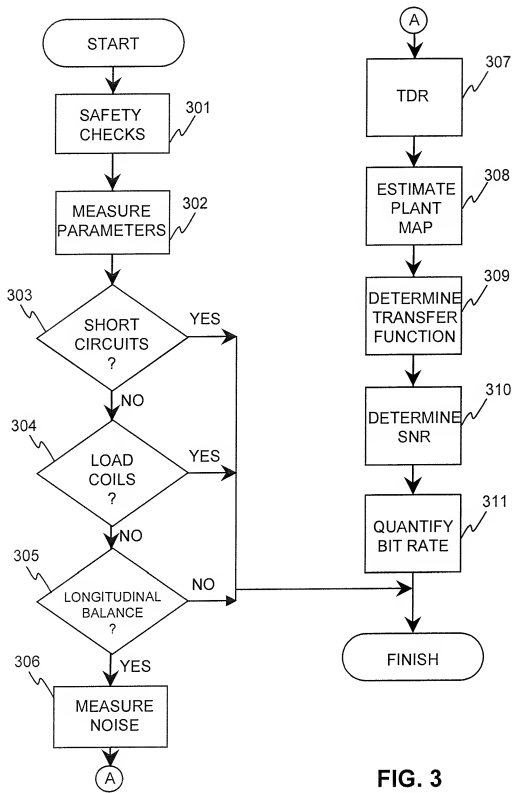 START
SAFETY
CHECKS
301
MEASURE
PARAMETERS
302
303
SHORT
CIRCUITS
?
YES
NO
304
LOAD
COILS
?
YES
NO
305
LONGITUDINAL
BALANCE
?
NO
YES
306
MEASURE
NOISE
A
A
307
TDR
308
ESTIMATE
PLANT
MAP
309
DETERMINE
TRANSFER
FUNCTION
310
DETERMINE
SNR
311
QUANTIFY
BIT RATE
FINISH
FIG. 3